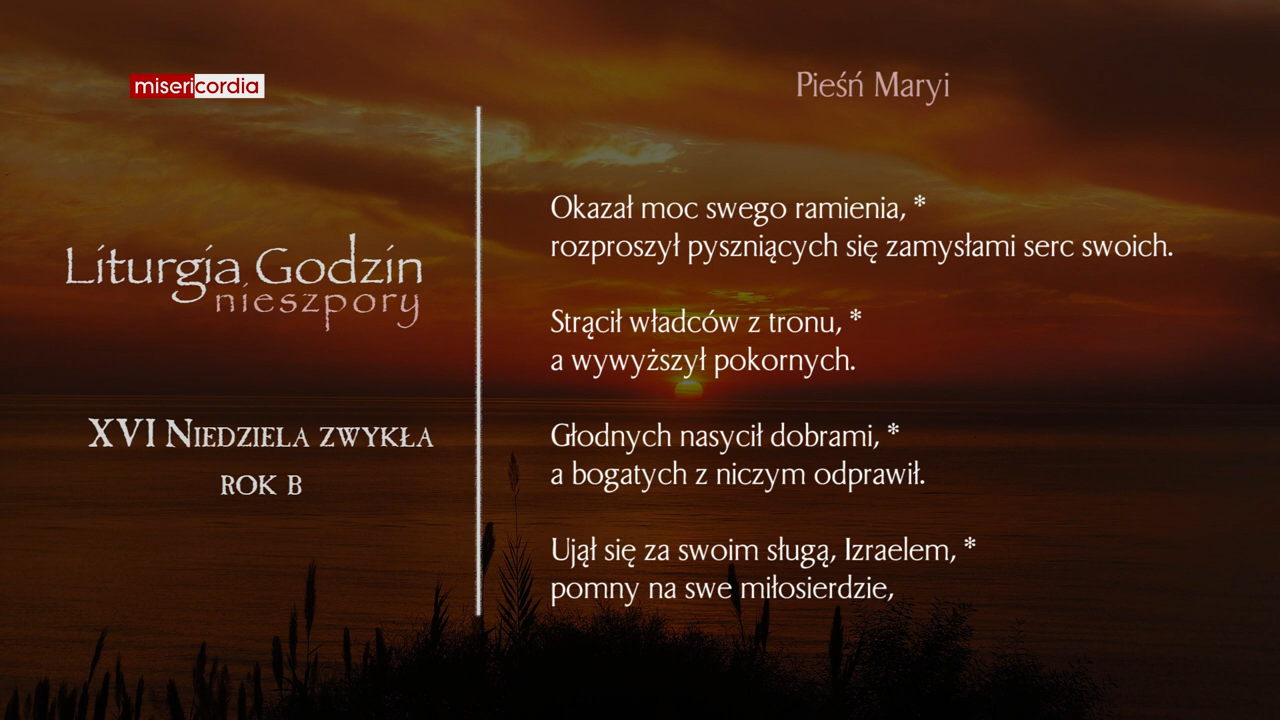 misericordia
Liturgia Godzin
nieszpory
XVI Niedziela zwykła
rok B
Pieśń Maryi
Okazał moc swego ramienia, *
rozproszył pyszniących się zamysłami serc swoich.
Strącił władców z tronu, *
a wywyższył pokornych.
Głodnych nasycił dobrami, *
a bogatych z niczym odprawił.
Ujął się za swoim sługą, Izraelem, *
pomny na swe miłosierdzie,